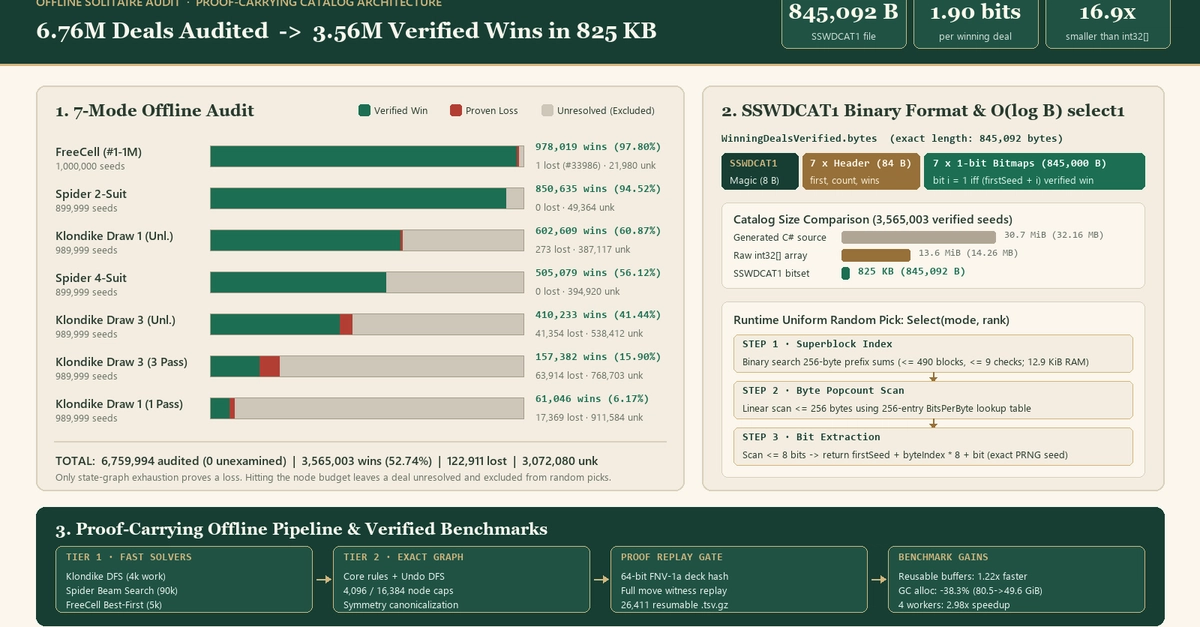 OFFLINE SOLITAIRE AUDIT · PROOF-CARRYING CATALOG ARCHITECTURE
6.76M Deals Audited -> 3.56M Verified Wins in 825 KB
845,092 B
SSWDCAT1 file
1.90 bits
per winning deal
16.9x
smaller than int32[]
1. 7-Mode Offline Audit
Verified Win
Proven Loss
Unresolved (Excluded)
FreeCell (#1-1M)
1,000,000 seeds
978,019 wins (97.80%)
1 lost (#33986) · 21,980 unk
Spider 2-Suit
899,999 seeds
850,635 wins (94.52%)
0 lost · 49,364 unk
Klondike Draw 1 (Unl.)
989,999 seeds
602,609 wins (60.87%)
273 lost · 387,117 unk
Spider 4-Suit
899,999 seeds
505,079 wins (56.12%)
0 lost · 394,920 unk
Klondike Draw 3 (Unl.)
989,999 seeds
410,233 wins (41.44%)
41,354 lost · 538,412 unk
Klondike Draw 3 (3 Pass)
989,999 seeds
157,382 wins (15.90%)
63,914 lost · 768,703 unk
Klondike Draw 1 (1 Pass)
989,999 seeds
61,046 wins (6.17%)
17,369 lost · 911,584 unk
TOTAL: 6,759,994 audited (0 unexamined) | 3,565,003 wins (52.74%) | 122,911 lost | 3,072,080 unk
Only state-graph exhaustion proves a loss. Hitting the node budget leaves a deal unresolved and excluded from random picks.
2. SSWDCAT1 Binary Format & O(log B) select1
WinningDealsVerified.bytes (exact length: 845,092 bytes)
SSWDCAT1
Magic (8 B)
7 x Header (84 B)
first, count, wins
7 x 1-bit Bitmaps (845,000 B)
bit i = 1 iff (firstSeed + i) verified win
Catalog Size Comparison (3,565,003 verified seeds)
Generated C# source
30.7 MiB (32.16 MB)
Raw int32[] array
13.6 MiB (14.26 MB)
SSWDCAT1 bitset
825 KB (845,092 B)
Runtime Uniform Random Pick: Select(mode, rank)
STEP 1 · Superblock Index
Binary search 256-byte prefix sums (<= 490 blocks, <= 9 checks; 12.9 KiB RAM)
STEP 2 · Byte Popcount Scan
Linear scan <= 256 bytes using 256-entry BitsPerByte lookup table
STEP 3 · Bit Extraction
Scan <= 8 bits -> return firstSeed + byteIndex * 8 + bit (exact PRNG seed)
3. Proof-Carrying Offline Pipeline & Verified Benchmarks
TIER 1 · FAST SOLVERS
Klondike DFS (4k work)
Spider Beam Search (90k)
FreeCell Best-First (5k)
TIER 2 · EXACT GRAPH
Core rules + Undo DFS
4,096 / 16,384 node caps
Symmetry canonicalization
PROOF REPLAY GATE
64-bit FNV-1a deck hash
Full move witness replay
26,411 resumable .tsv.gz
BENCHMARK GAINS
Reusable buffers: 1.22x faster
GC alloc: -38.3% (80.5->49.6 GiB)
4 workers: 2.98x speedup